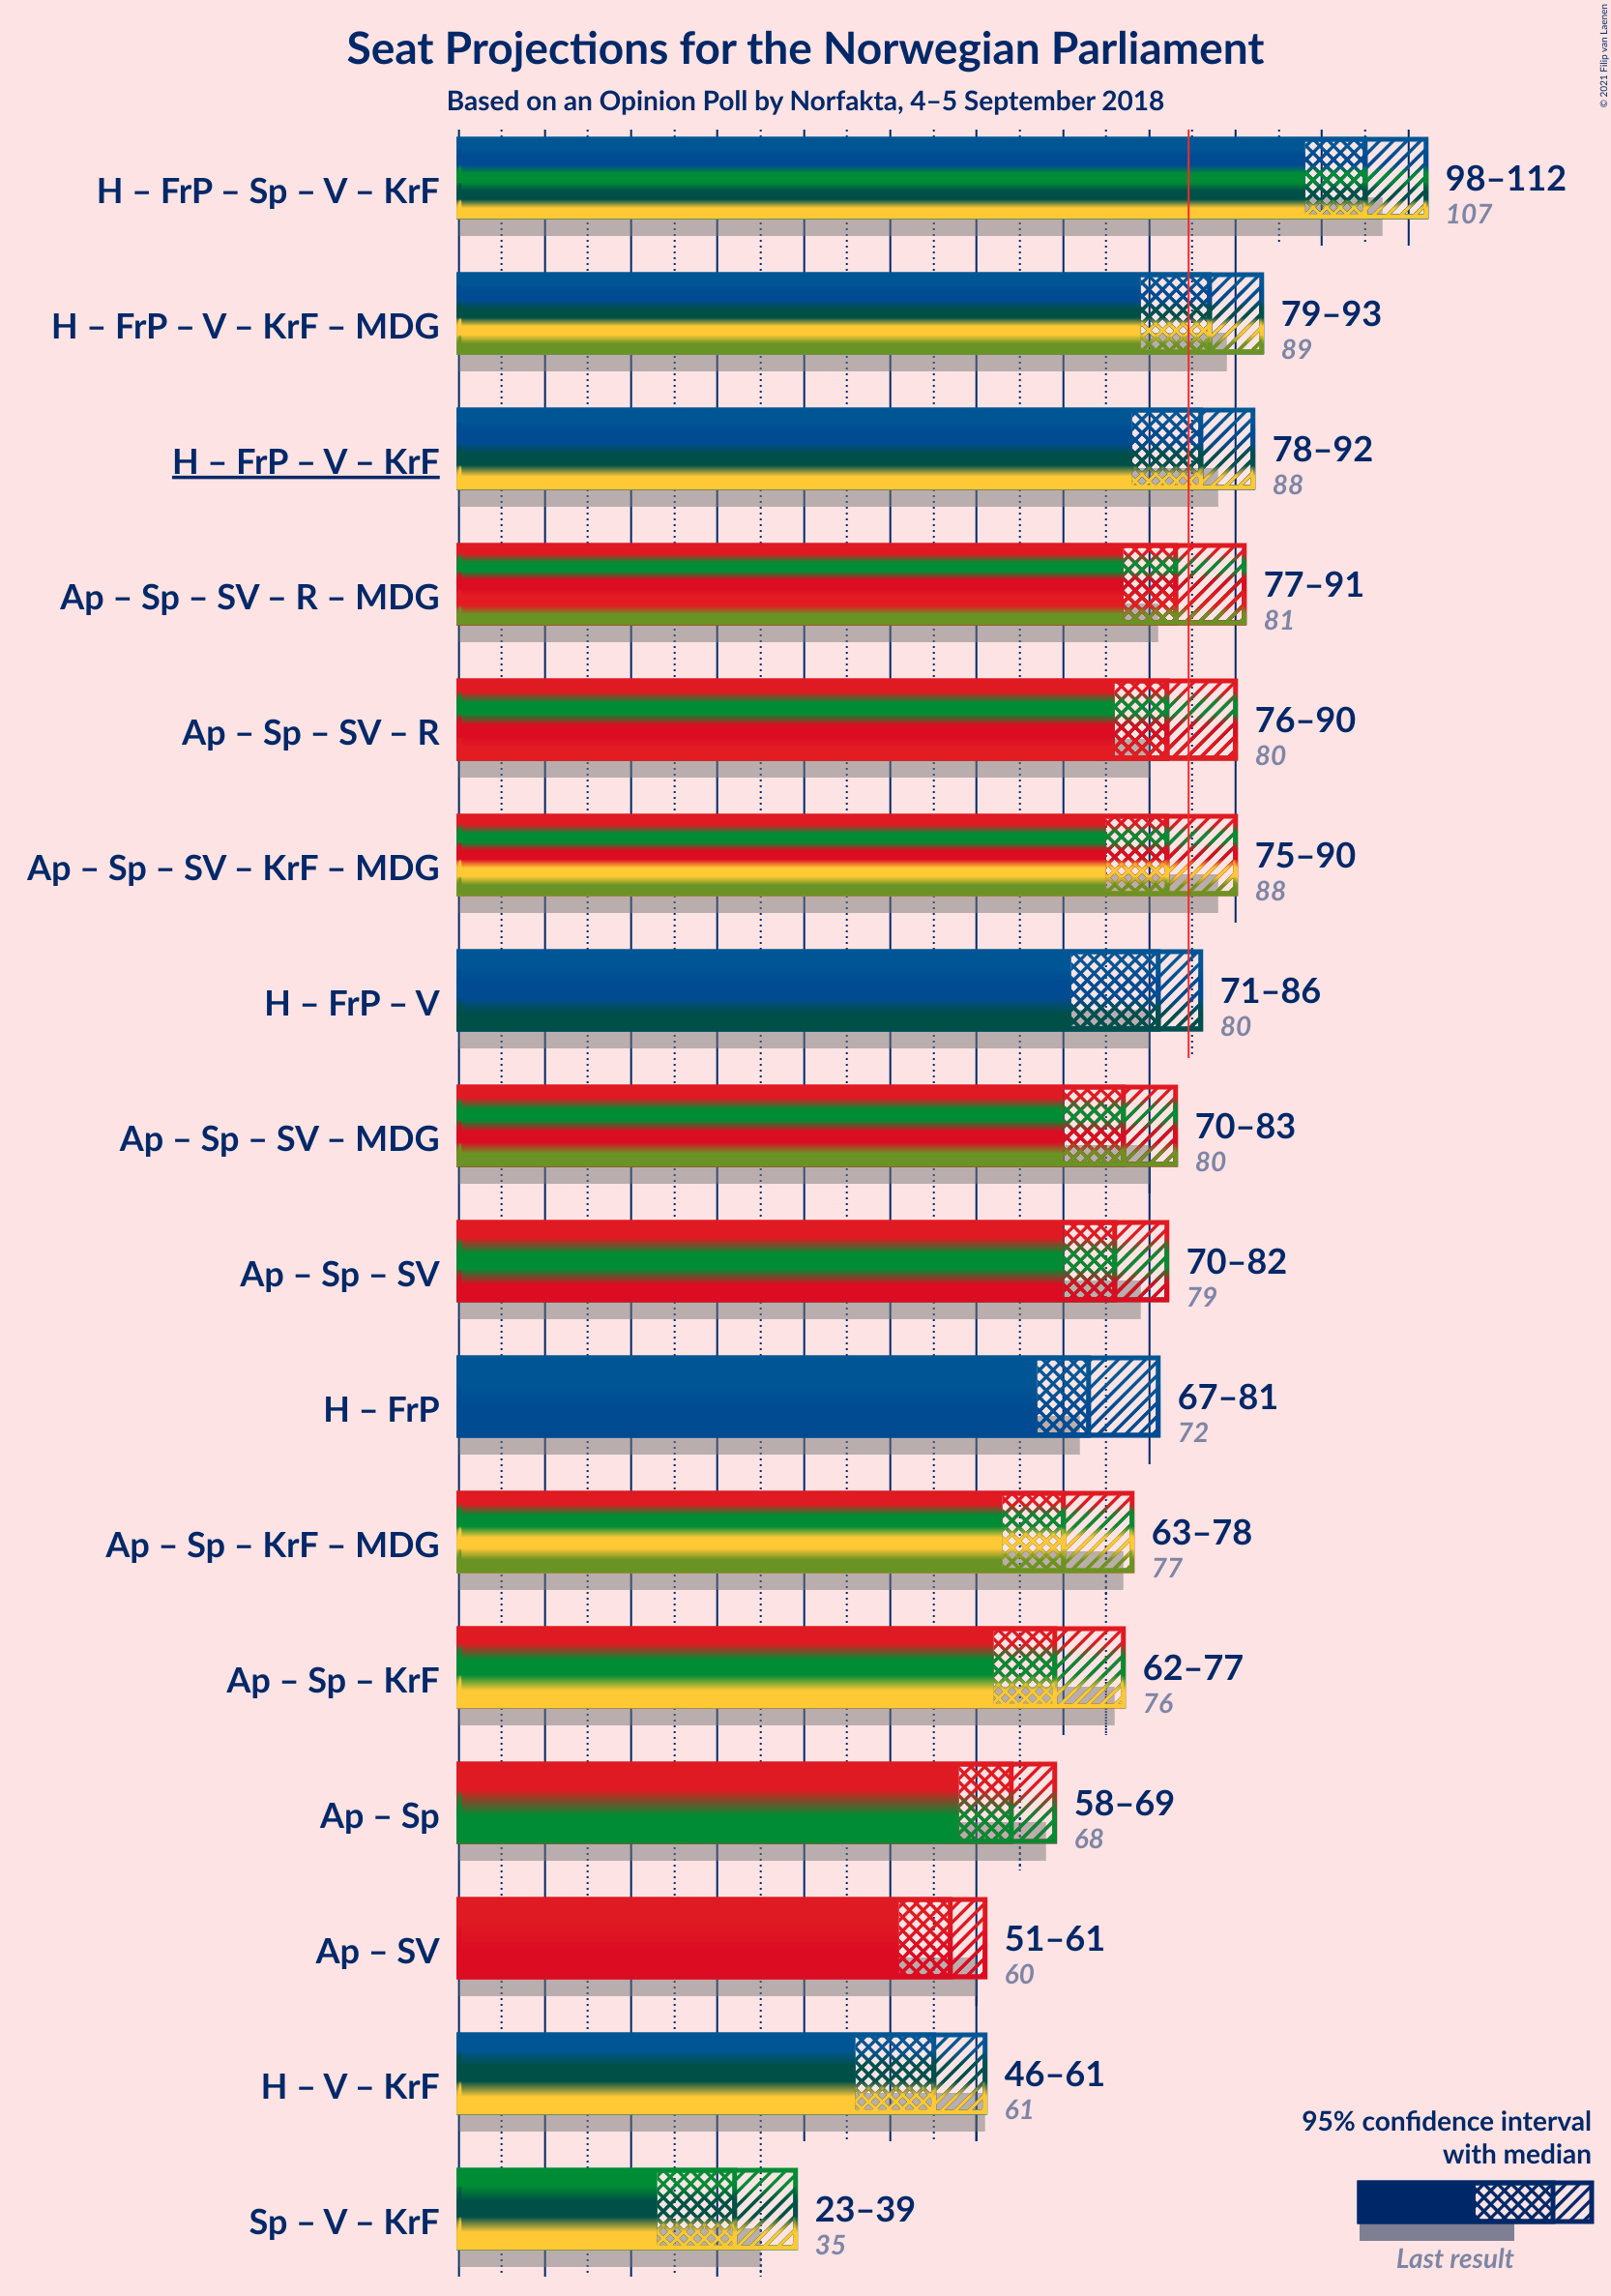 © 2021 Filip van Laenen
Seat Projections for the Norwegian Parliament
Based on an Opinion Poll by Norfakta, 4–5 September 2018
H – FrP – Sp – V – KrF
98–112
107
H – FrP – V – KrF – MDG
79–93
89
H – FrP – V – KrF
78–92
88
Ap – Sp – SV – R – MDG
77–91
81
Ap – Sp – SV – R
76–90
80
Ap – Sp – SV – KrF – MDG
75–90
88
H – FrP – V
71–86
80
Ap – Sp – SV – MDG
70–83
80
Ap – Sp – SV
70–82
79
H – FrP
67–81
72
Ap – Sp – KrF – MDG
63–78
77
Ap – Sp – KrF
62–77
76
Ap – Sp
58–69
68
Ap – SV
51–61
60
H – V – KrF
46–61
61
Sp – V – KrF
23–39
35
95% confidence interval
with median
Last result